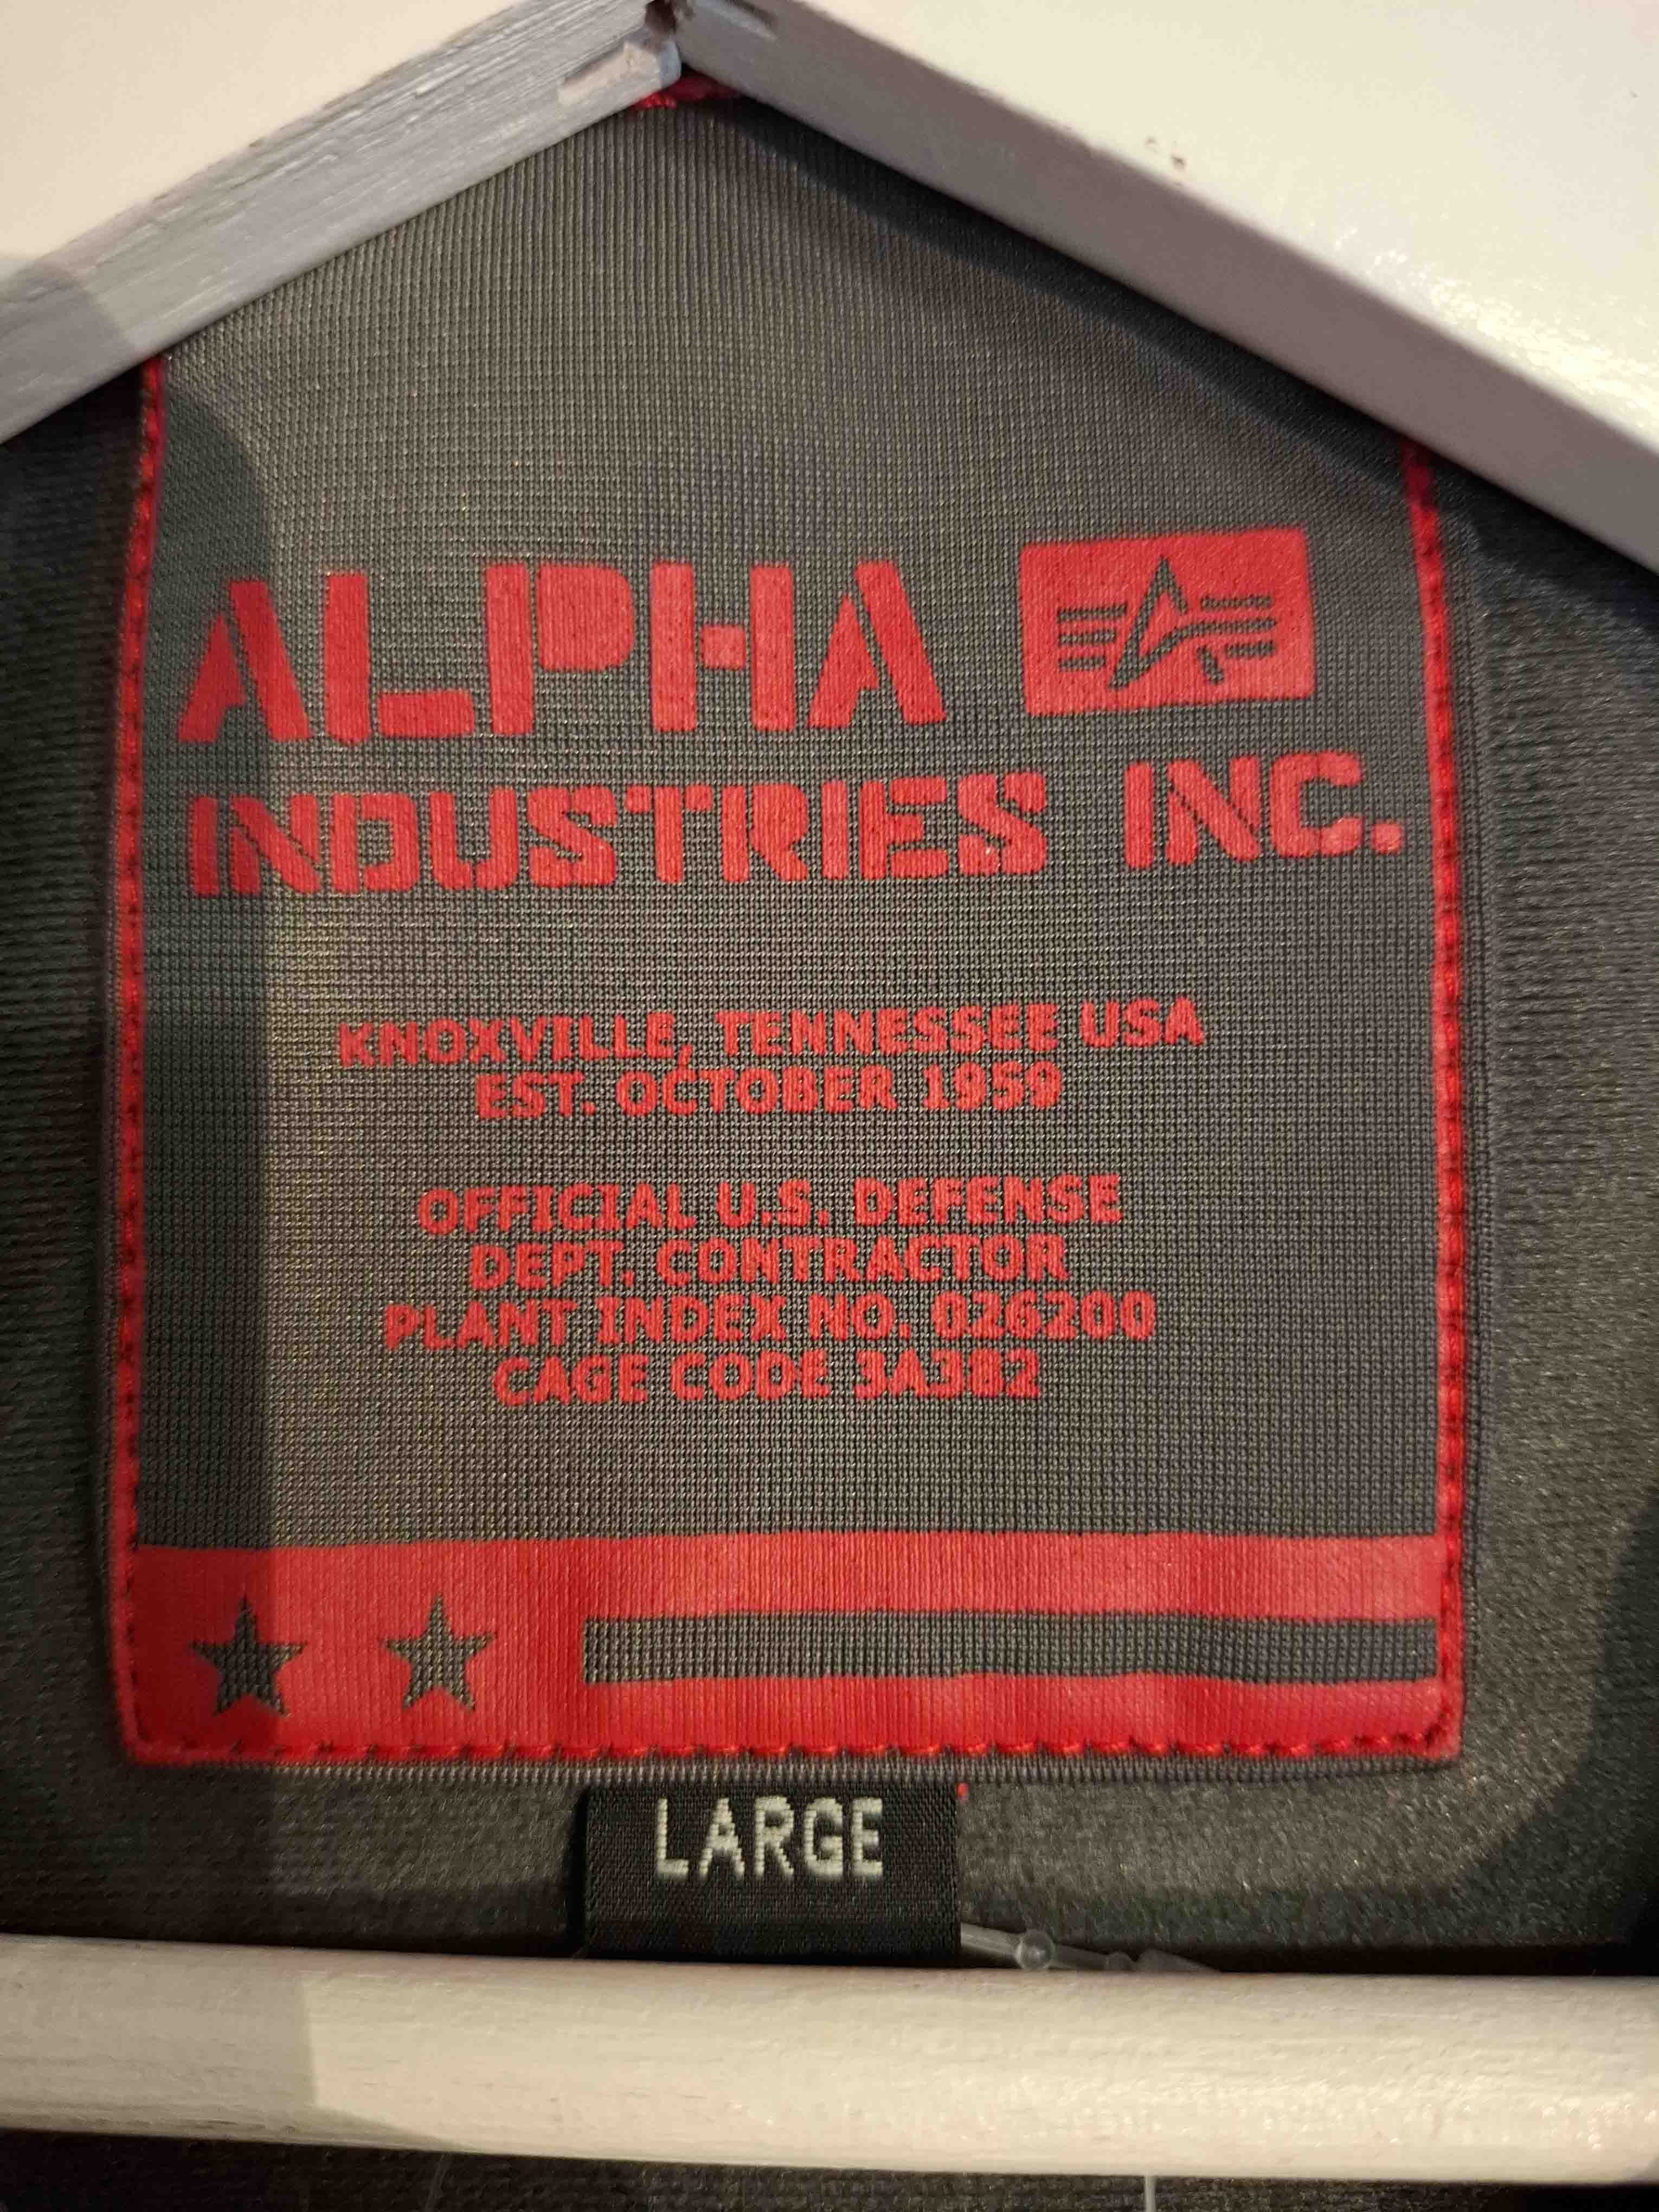 ALPHA
INDUSTRIES INC.
KNOXVILLE, TENNESSEE USA
EST. OCTOBER 1959
OFFICIAL U.S. DEFENSE
DEPT. CONTRACTOR
PLANT INDEX NO. 026200
CAGE CODE 3A382
LARGE